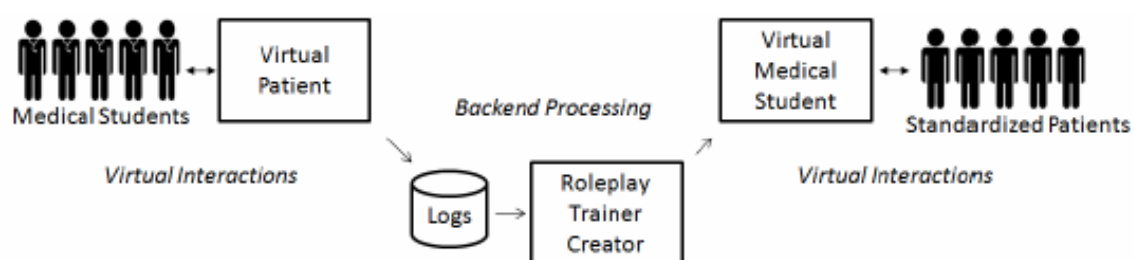 Virtual
Patient
Medical Students
Virtual Interactions
Backend Processing
Logs
Roleplay
Trainer
Creator
Virtual
Medical
Student
Standardized Patients
Virtual Interactions